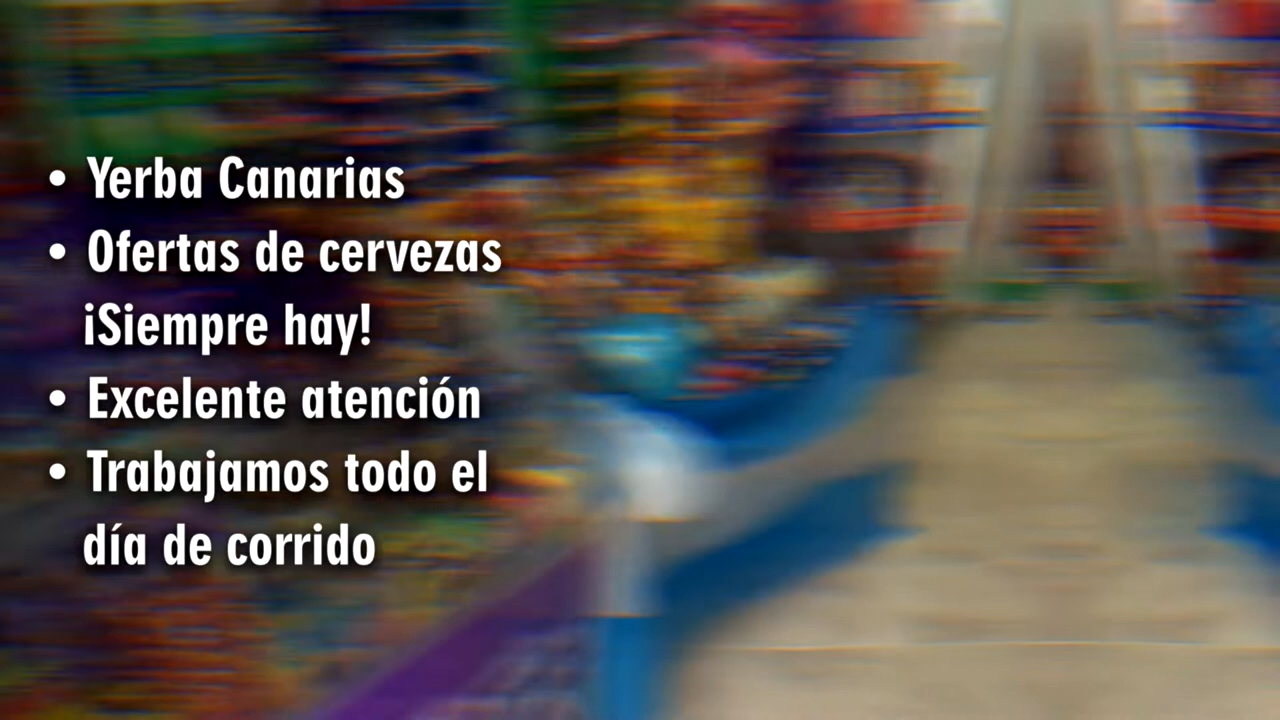 • Yerba Canarias
• Ofertas de cervezas
¡Siempre hay!
• Excelente atención
• Trabajamos todo el
día de corrido